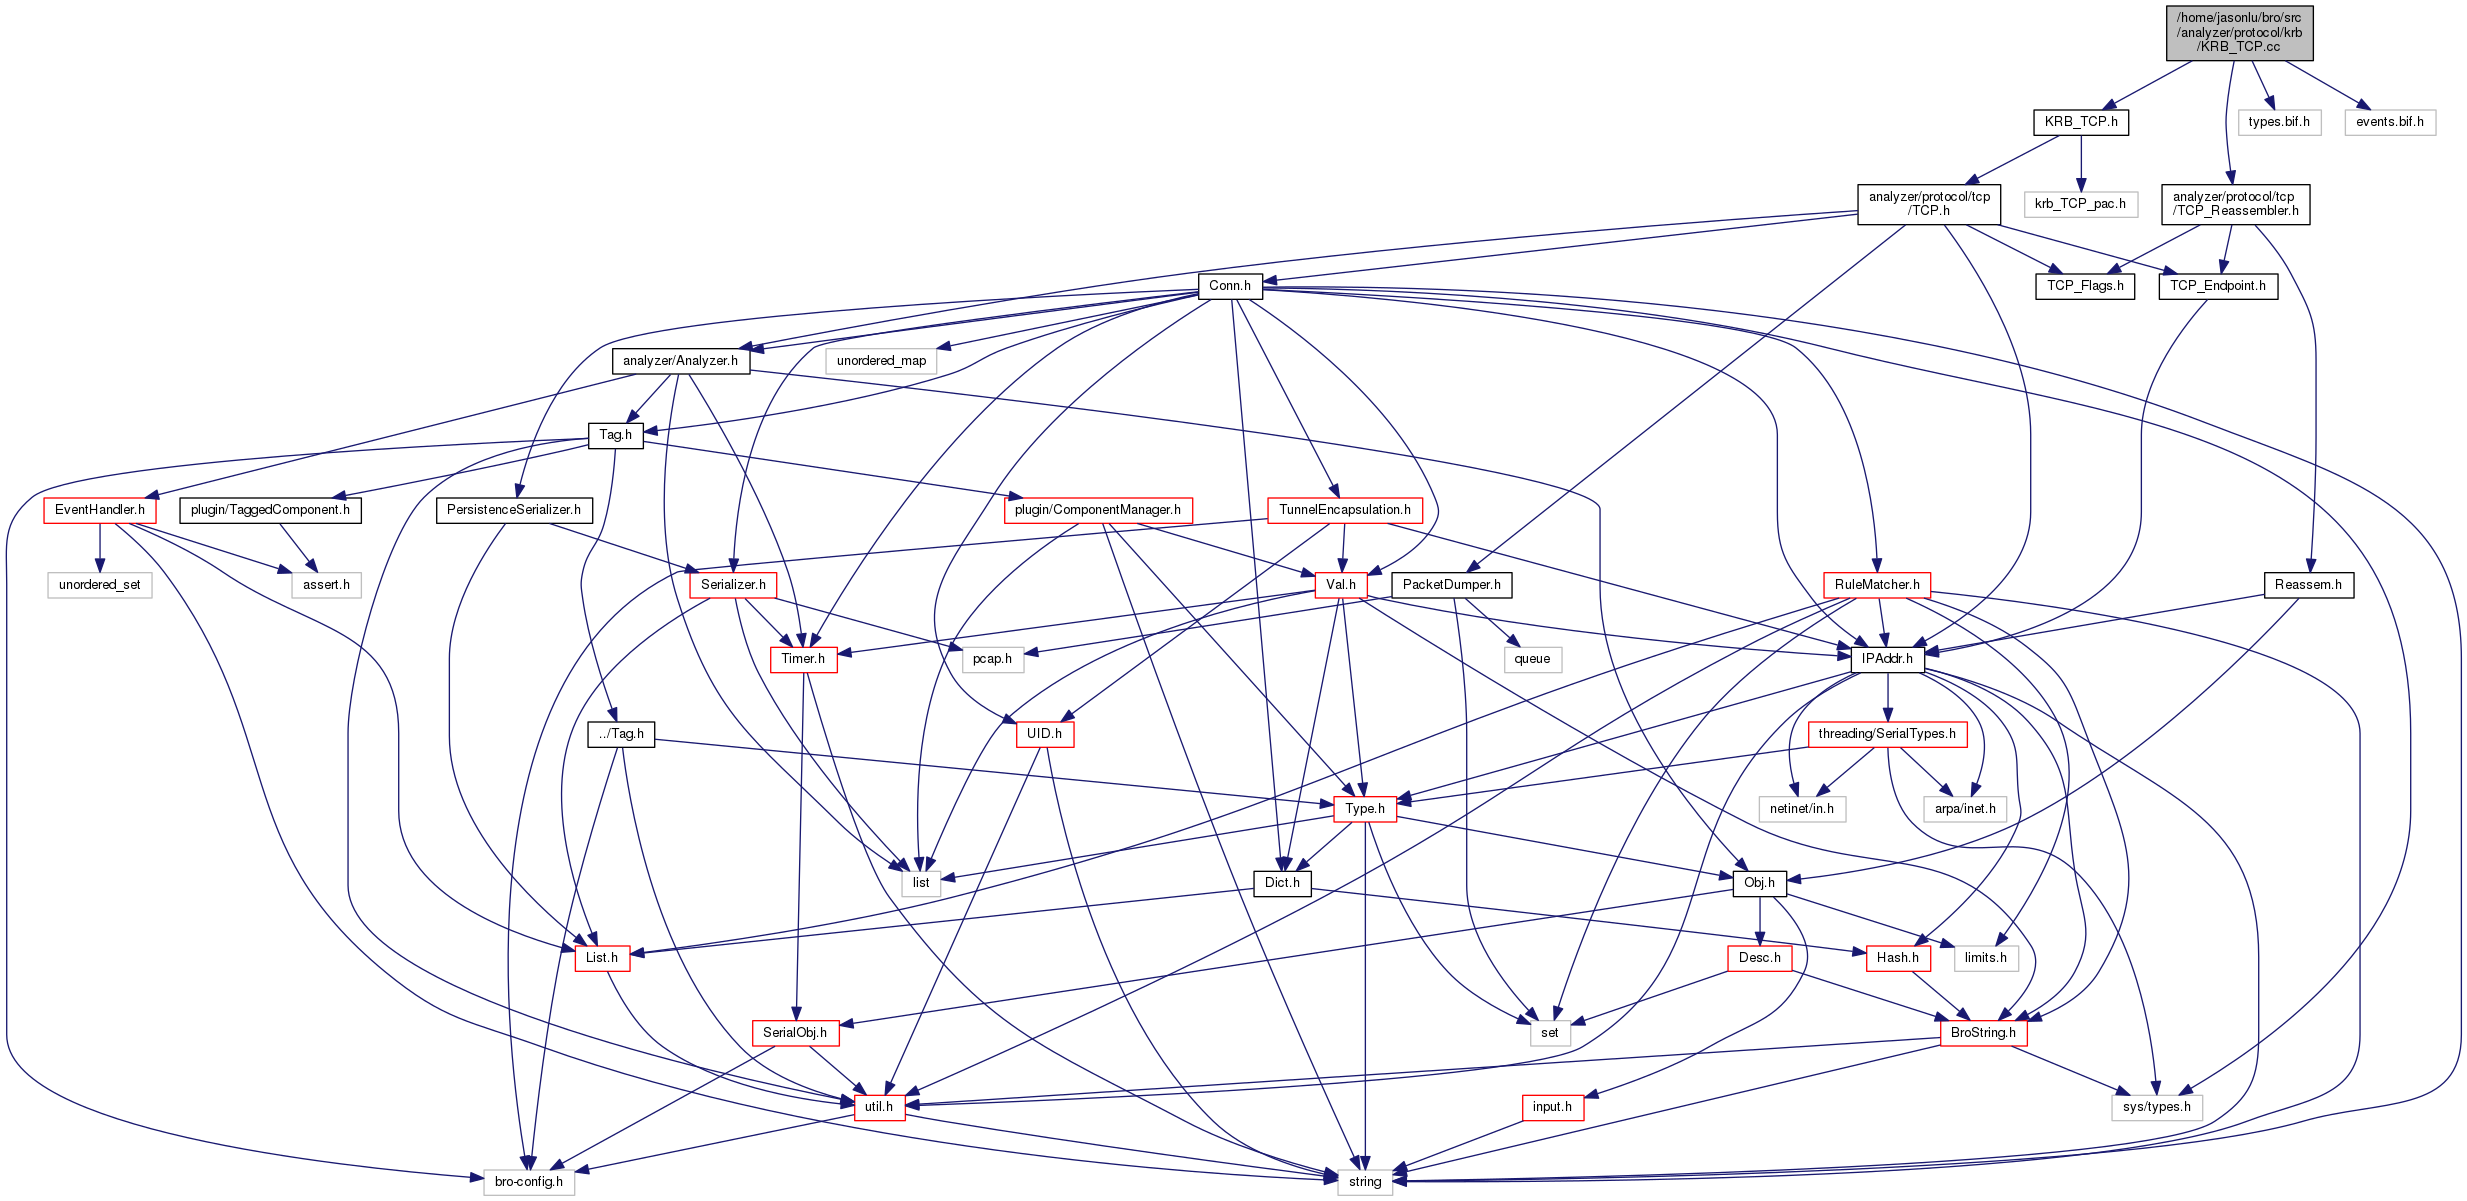 /home/jasonlu/bro/src
/analyzer/protocol/krb
/KRB_TCP.cc
KRB_TCP.h
types.bif.h
events.bif.h
analyzer/protocol/tcp
/TCP.h
krb_TCP_pac.h
analyzer/protocol/tcp
/TCP_Reassembler.h
Conn.h
TCP_Flags.h
TCP_Endpoint.h
analyzer/Analyzer.h
unordered_map
Tag.h
EventHandler.h
plugin/TaggedComponent.h
PersistenceSerializer.h
plugin/ComponentManager.h
TunnelEncapsulation.h
unordered_set
assert.h
Serializer.h
Val.h
PacketDumper.h
RuleMatcher.h
Reassem.h
Timer.h
pcap.h
queue
IPAddr.h
../Tag.h
UID.h
threading/SerialTypes.h
Type.h
netinet/in.h
arpa/inet.h
list
Dict.h
Obj.h
List.h
Desc.h
Hash.h
limits.h
SerialObj.h
set
BroString.h
util.h
input.h
sys/types.h
bro-config.h
string